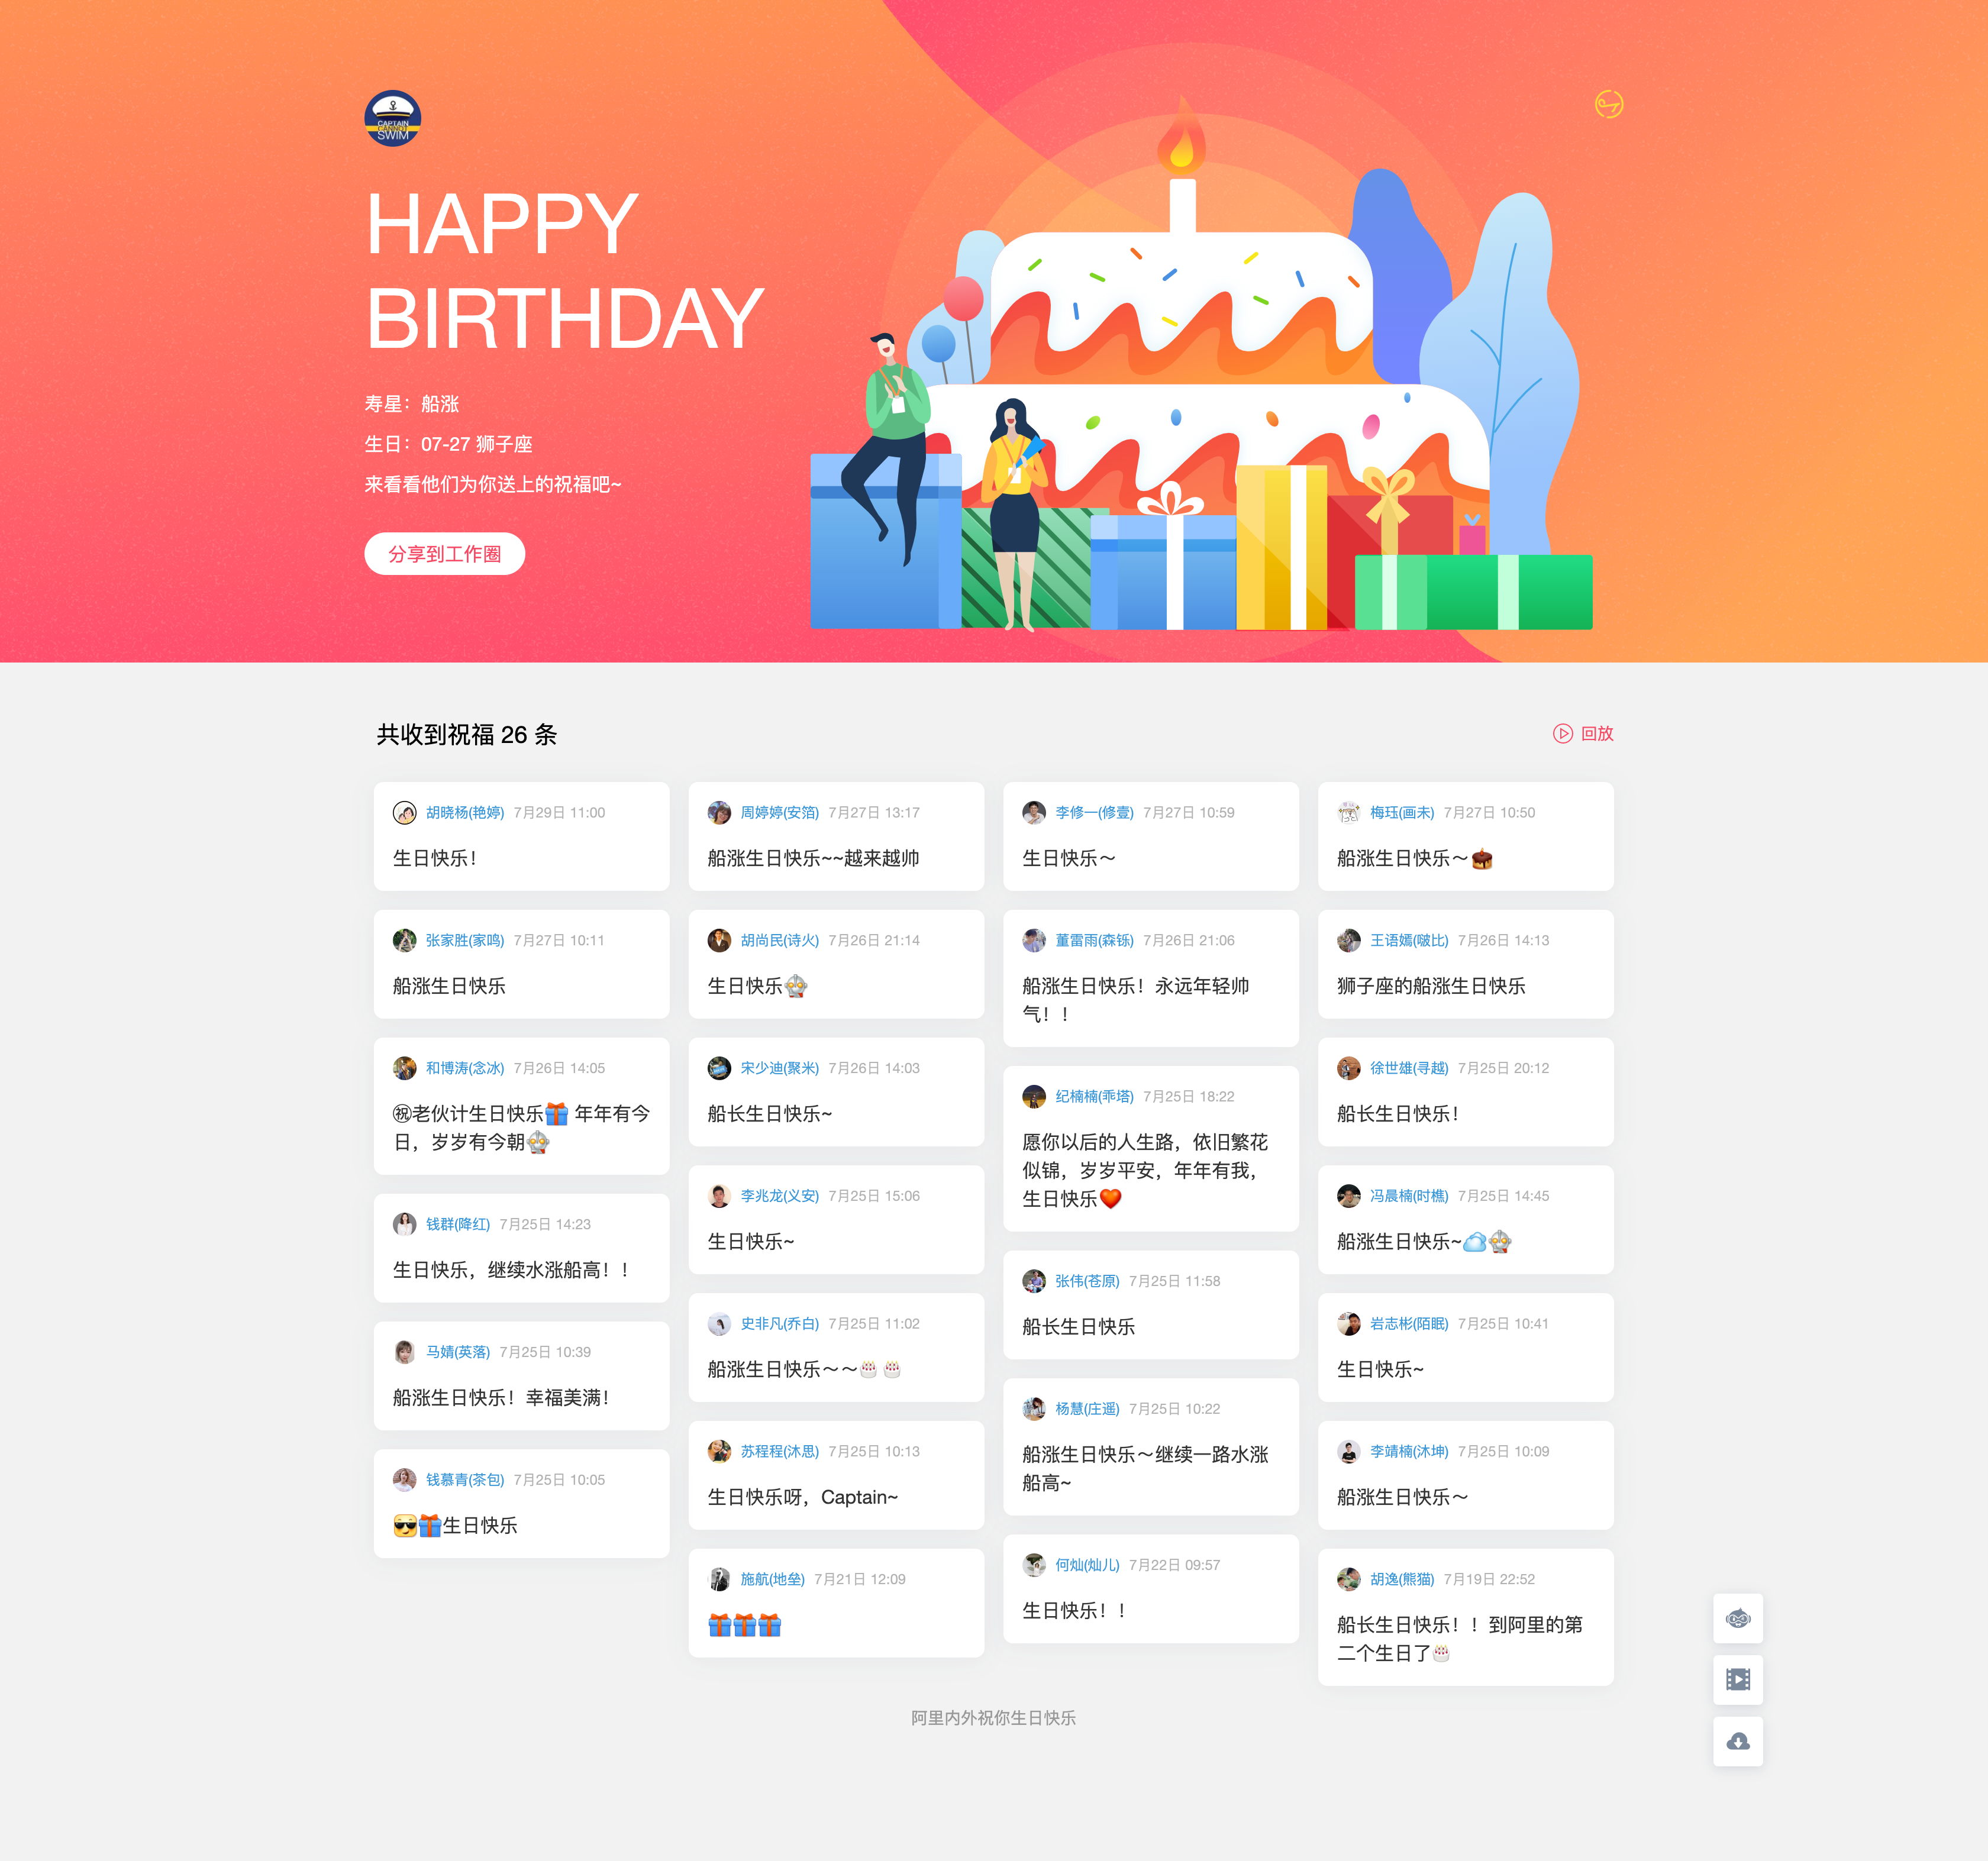 CAPTAIN
CANNOT
SWIM
HAPPY
BIRTHDAY
寿星：船涨
生日：07-27 狮子座
来看看他们为你送上的祝福吧~
分享到工作圈
共收到祝福 26 条
回放
胡晓杨(艳婷) 7月29日 11:00
生日快乐！
周婷婷(安箔) 7月27日 13:17
船涨生日快乐~~越来越帅
李修一(修壹) 7月27日 10:59
生日快乐～
梅珏(画未) 7月27日 10:50
船涨生日快乐～🎂
张家胜(家鸣) 7月27日 10:11
船涨生日快乐
胡尚民(诗火) 7月26日 21:14
生日快乐
董雷雨(森铄) 7月26日 21:06
船涨生日快乐！永远年轻帅
气！！
王语嫣(啵比) 7月26日 14:13
狮子座的船涨生日快乐
和博涛(念冰) 7月26日 14:05
㊗老伙计生日快乐🎁 年年有今
日，岁岁有今朝
宋少迪(聚米) 7月26日 14:03
船长生日快乐~
纪楠楠(乖塔) 7月25日 18:22
愿你以后的人生路，依旧繁花
似锦，岁岁平安，年年有我，
生日快乐❤
徐世雄(寻越) 7月25日 20:12
船长生日快乐！
钱群(降红) 7月25日 14:23
生日快乐，继续水涨船高！！
李兆龙(义安) 7月25日 15:06
生日快乐~
张伟(苍原) 7月25日 11:58
船长生日快乐
冯晨楠(时樵) 7月25日 14:45
船涨生日快乐~☁
马婧(英落) 7月25日 10:39
船涨生日快乐！幸福美满！
史非凡(乔白) 7月25日 11:02
船涨生日快乐～～🎂🎂
杨慧(庄遥) 7月25日 10:22
船涨生日快乐～继续一路水涨
船高~
岩志彬(陌眠) 7月25日 10:41
生日快乐~
钱慕青(茶包) 7月25日 10:05
😎🎁生日快乐
苏程程(沐思) 7月25日 10:13
生日快乐呀，Captain~
何灿(灿儿) 7月22日 09:57
生日快乐！！
李靖楠(沐坤) 7月25日 10:09
船涨生日快乐～
施航(地垒) 7月21日 12:09
🎁🎁🎁
胡逸(熊猫) 7月19日 22:52
船长生日快乐！！到阿里的第
二个生日了🎂
阿里内外祝你生日快乐